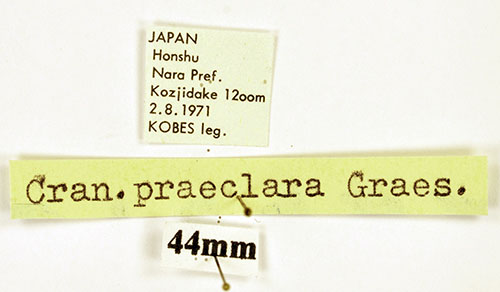 JAPAN
Honshu
Nara Pref.
Kozjidake 12oom
2.8.1971
KOBES leg.
Cran.praeclara Graes.
44mm